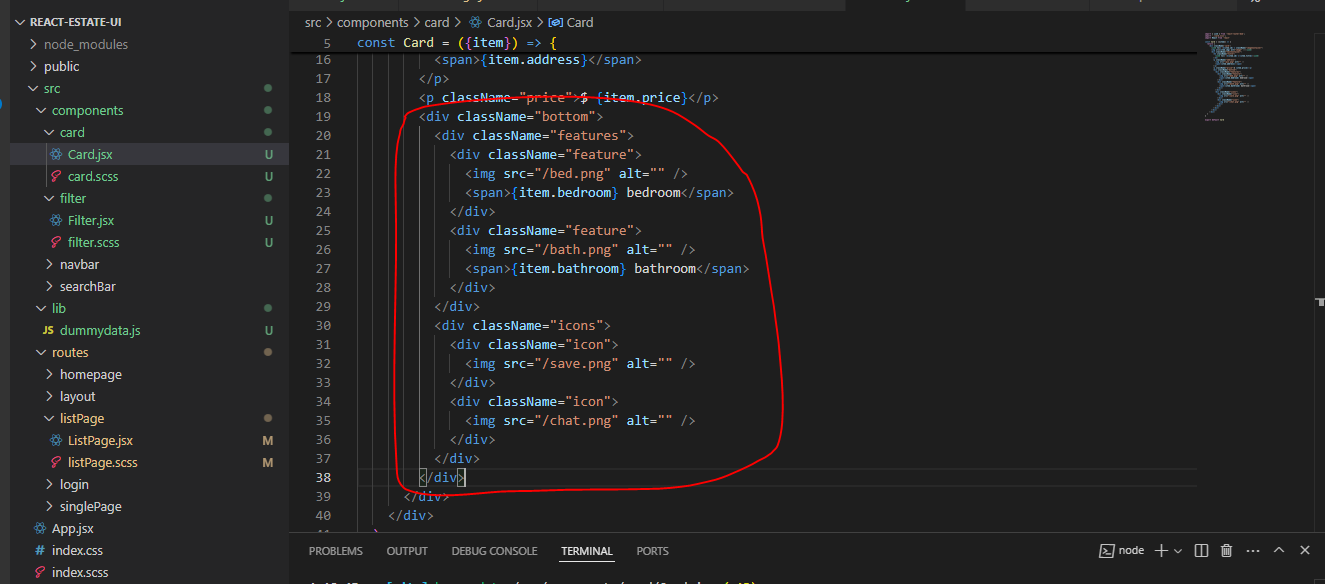 REACT-ESTATE-UI
node_modules
public
src
components
card
Card.jsx U
card.scss U
filter
Filter.jsx U
filter.scss U
navbar
searchBar
lib
JS dummydata.js U
routes
homepage
layout
listPage
ListPage.jsx M
listPage.scss M
login
singlePage
App.jsx
# index.css
index.scss
src > components > card > Card.jsx > Card
5 const Card = ({item}) => {
16 <span>{item.address}</span>
17 </p>
18 <p className="price">$ {item.price}</p>
19 <div className="bottom">
20 <div className="features">
21 <div className="feature">
22 <img src="/bed.png" alt="" />
23 <span>{item.bedroom} bedroom</span>
24 </div>
25 <div className="feature">
26 <img src="/bath.png" alt="" />
27 <span>{item.bathroom} bathroom</span>
28 </div>
29 </div>
30 <div className="icons">
31 <div className="icon">
32 <img src="/save.png" alt="" />
33 </div>
34 <div className="icon">
35 <img src="/chat.png" alt="" />
36 </div>
37 </div>
38 </div>
39 </div>
40 </div>
PROBLEMS OUTPUT DEBUG CONSOLE TERMINAL PORTS
node